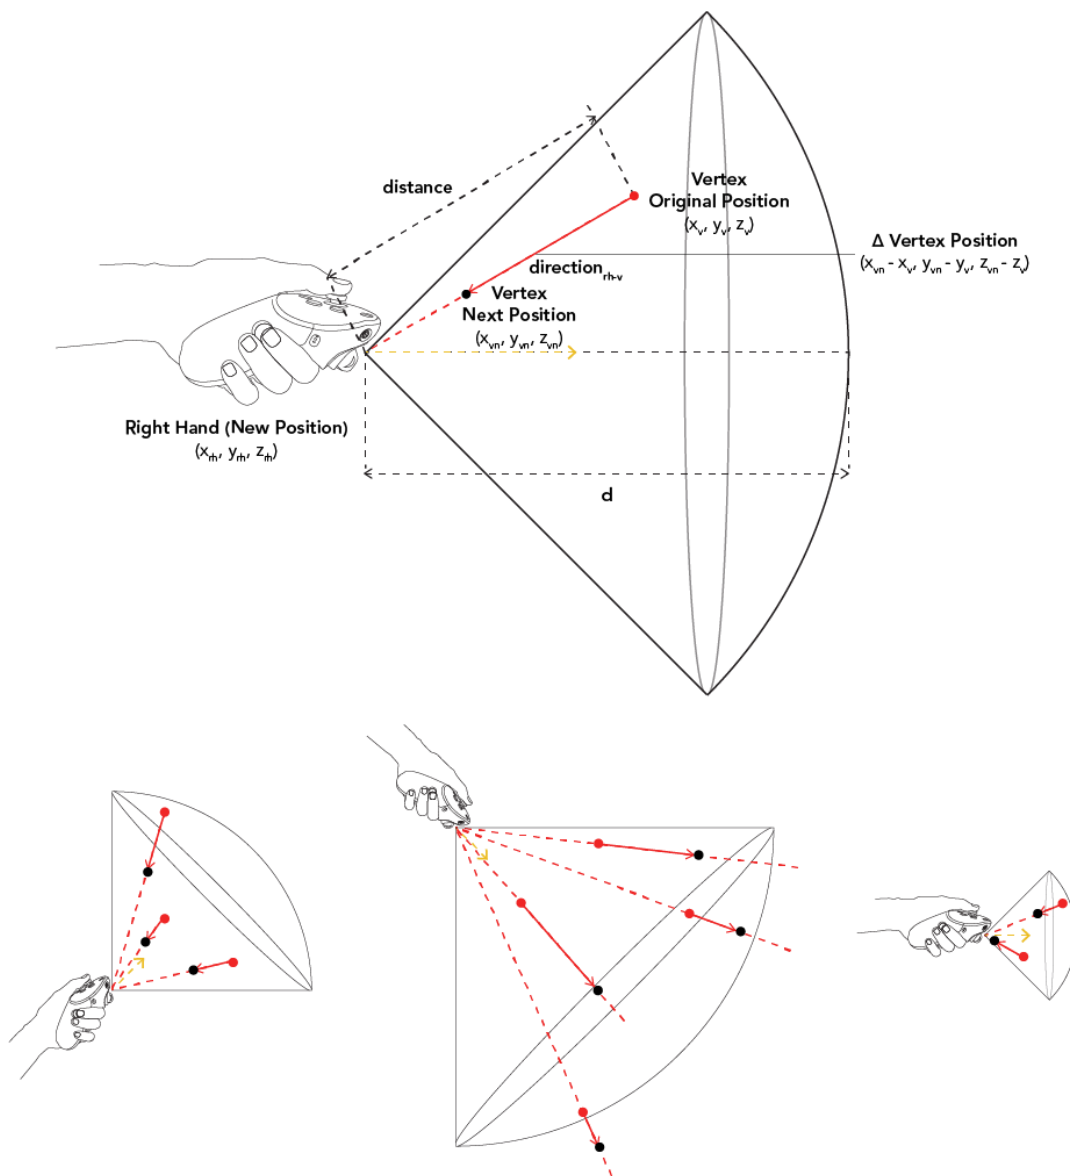 distance
Vertex
Original Position
(xᵥ, yᵥ, zᵥ)
Δ Vertex Position
(xᵥₙ - xᵥ, yᵥₙ - yᵥ, zᵥₙ - zᵥ)
directionᵣₕ₋ᵥ
Vertex
Next Position
(xᵥₙ, yᵥₙ, zᵥₙ)
Right Hand (New Position)
(xᵣₕ, yᵣₕ, zᵣₕ)
d